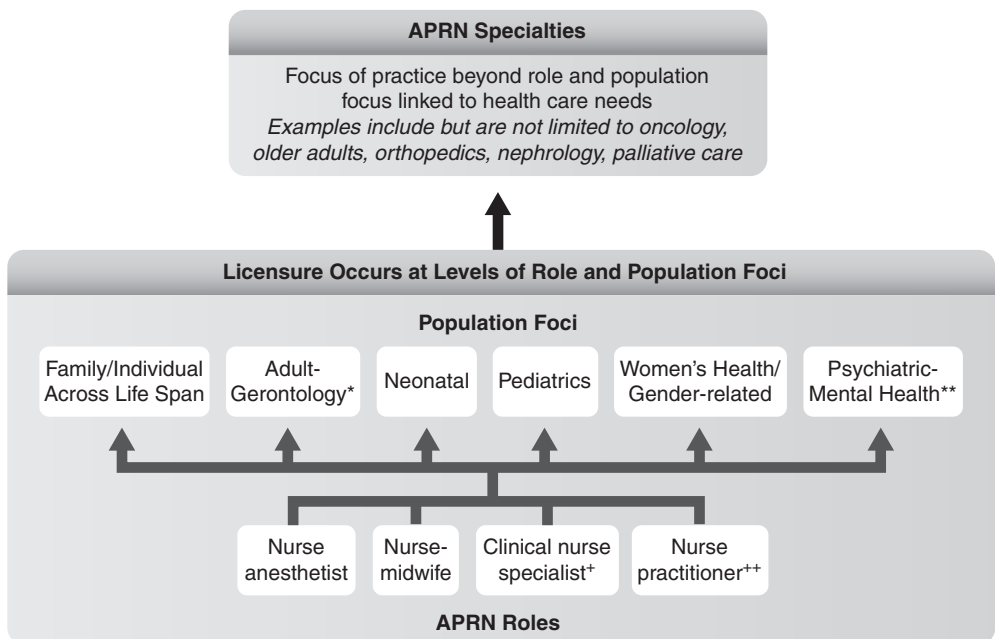 APRN Specialties
Focus of practice beyond role and population
focus linked to health care needs
Examples include but are not limited to oncology,
older adults, orthopedics, nephrology, palliative care
Licensure Occurs at Levels of Role and Population Foci
Population Foci
Family/Individual
Across Life Span
Adult-
Gerontology*
Neonatal
Pediatrics
Women's Health/
Gender-related
Psychiatric-
Mental Health**
Nurse
anesthetist
Nurse-
midwife
Clinical nurse
specialist+
Nurse
practitioner++
APRN Roles